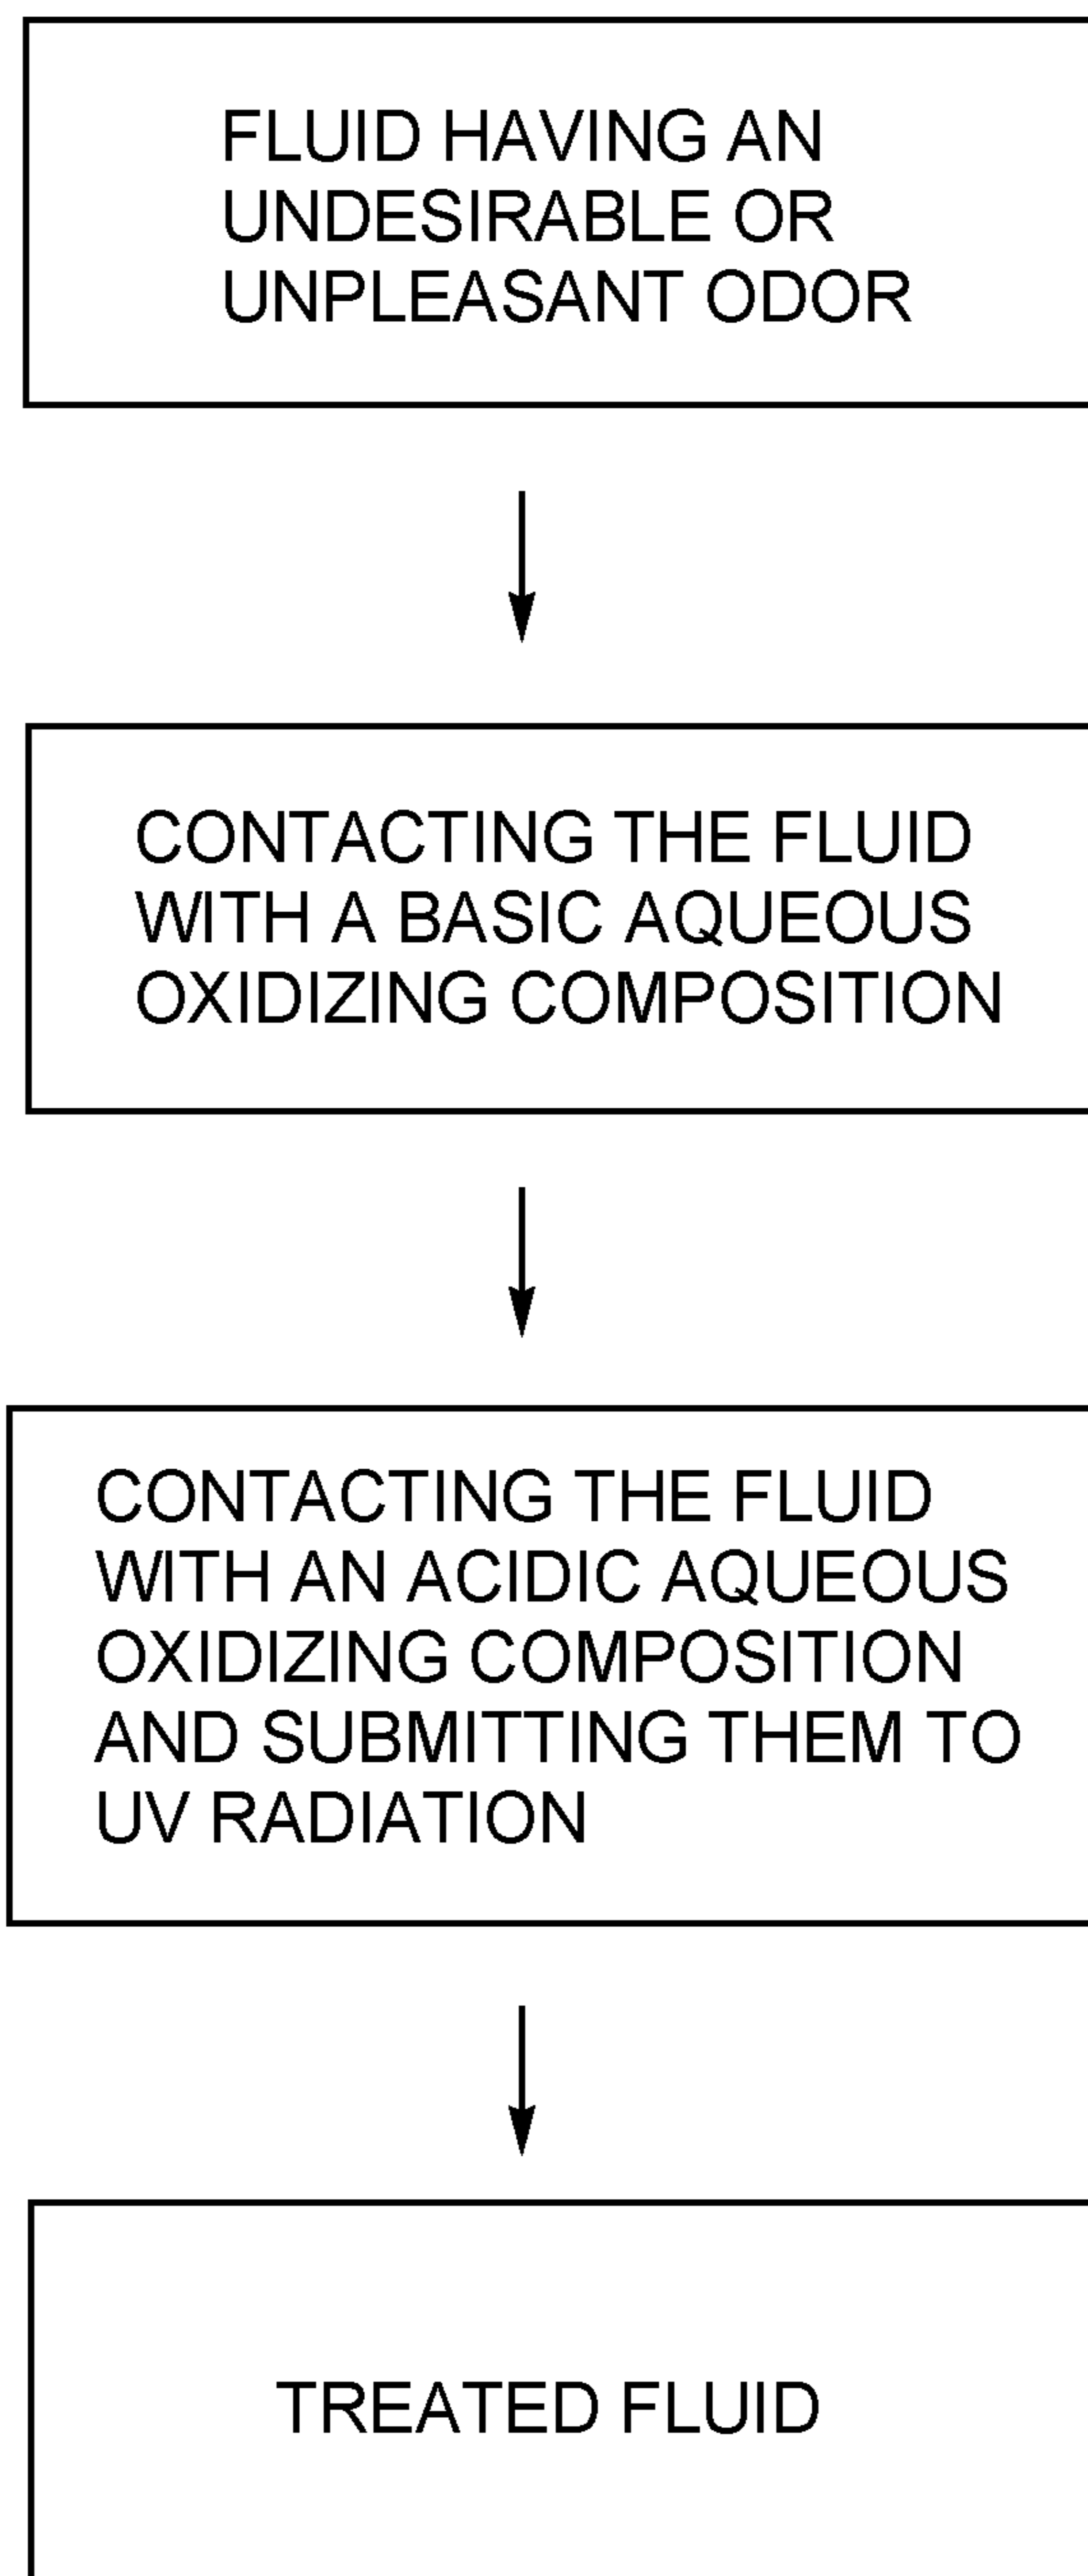 FLUID HAVING AN
UNDESIRABLE OR
UNPLEASANT ODOR
CONTACTING THE FLUID
WITH A BASIC AQUEOUS
OXIDIZING COMPOSITION
CONTACTING THE FLUID
WITH AN ACIDIC AQUEOUS
OXIDIZING COMPOSITION
AND SUBMITTING THEM TO
UV RADIATION
TREATED FLUID